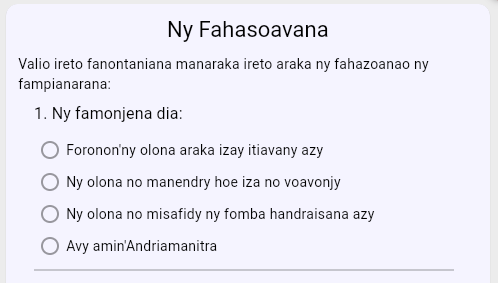 Ny Fahasoavana
Valio ireto fanontaniana manaraka ireto araka ny fahazoanao ny
fampianarana:
1. Ny famonjena dia:
Foronon'ny olona araka izay itiavany azy
Ny olona no manendry hoe iza no voavonjy
Ny olona no misafidy ny fomba handraisana azy
Avy amin'Andriamanitra